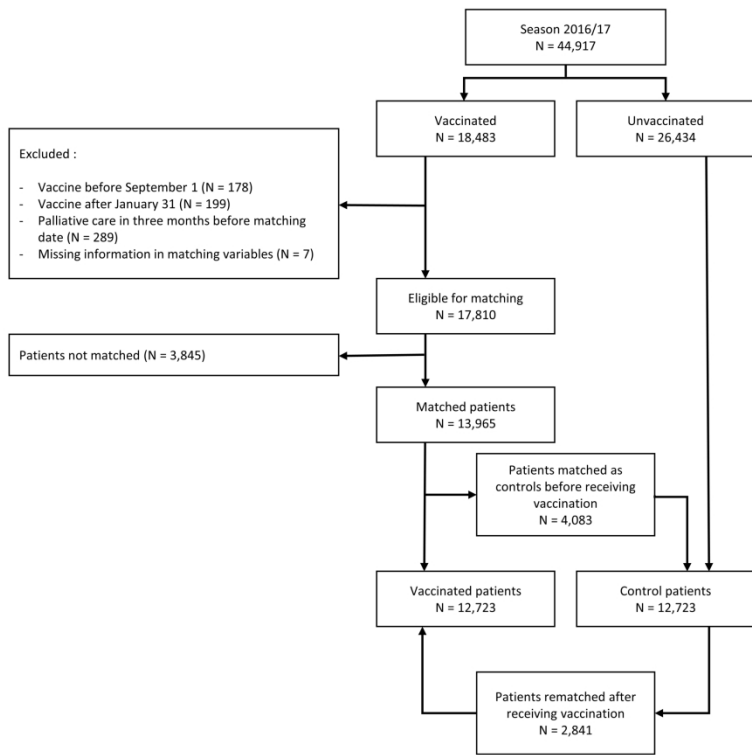 Season 2016/17
N = 44,917
Vaccinated
N = 18,483
Unvaccinated
N = 26,434
Excluded :
- Vaccine before September 1 (N = 178)
- Vaccine after January 31 (N = 199)
- Palliative care in three months before matching
date (N = 289)
- Missing information in matching variables (N = 7)
Eligible for matching
N = 17,810
Patients not matched (N = 3,845)
Matched patients
N = 13,965
Patients matched as
controls before receiving
vaccination
N = 4,083
Vaccinated patients
N = 12,723
Control patients
N = 12,723
Patients rematched after
receiving vaccination
N = 2,841